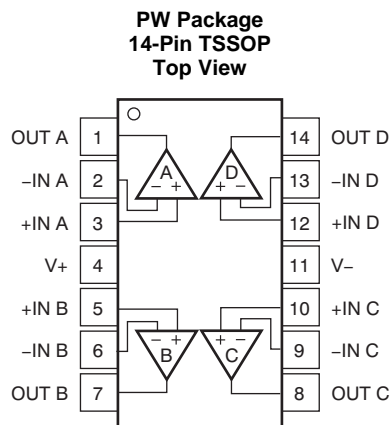 PW Package
14-Pin TSSOP
Top View
OUT A 1 14 OUT D
−IN A 2 A D 13 −IN D
− + + −
+IN A 3 12 +IN D
V+ 4 11 V−
+IN B 5 10 +IN C
− + + −
−IN B 6 B C 9 −IN C
OUT B 7 8 OUT C